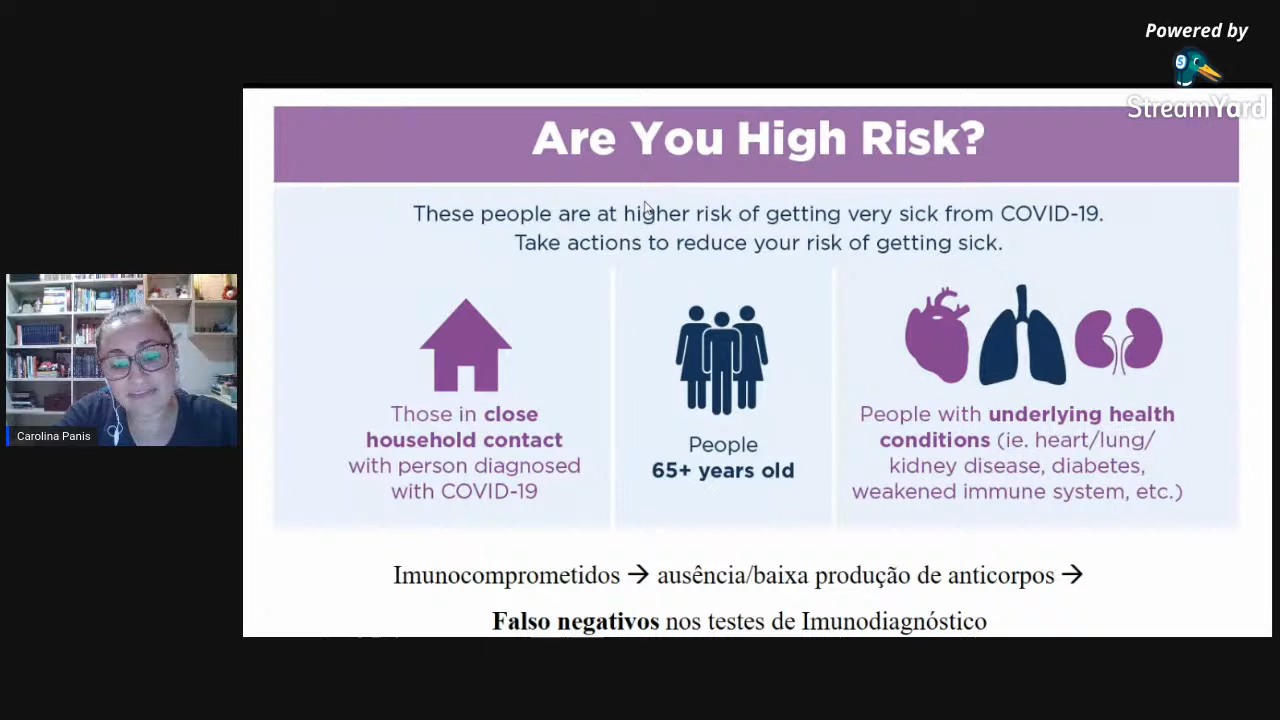 Powered by
StreamYard
Are You High Risk?
These people are at higher risk of getting very sick from COVID-19.
Take actions to reduce your risk of getting sick.
Those in close
household contact
with person diagnosed
with COVID-19
People
65+ years old
People with underlying health
conditions (ie. heart/lung/
kidney disease, diabetes,
weakened immune system, etc.)
Carolina Panis
Imunocomprometidos → ausência/baixa produção de anticorpos →
Falso negativos nos testes de Imunodiagnóstico